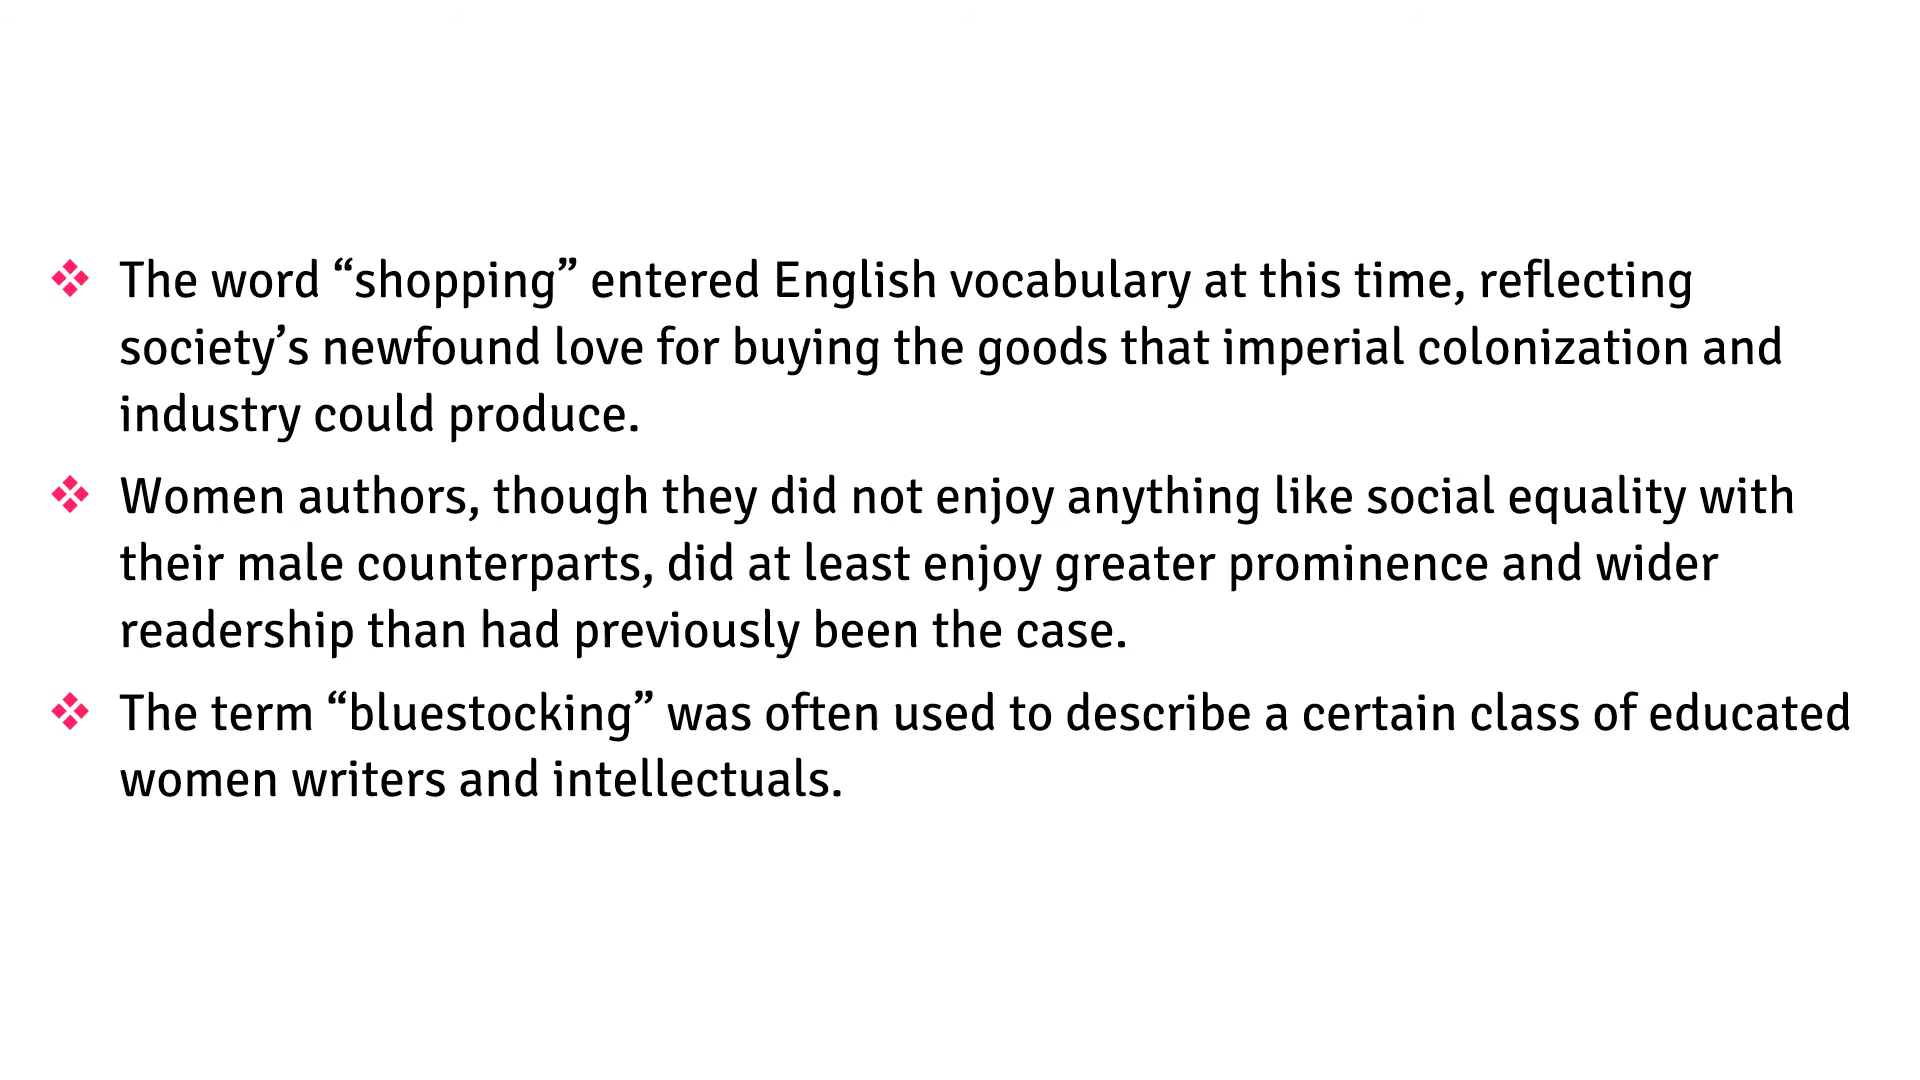 ❖ The word “shopping” entered English vocabulary at this time, reflecting
society’s newfound love for buying the goods that imperial colonization and
industry could produce.
❖ Women authors, though they did not enjoy anything like social equality with
their male counterparts, did at least enjoy greater prominence and wider
readership than had previously been the case.
❖ The term “bluestocking” was often used to describe a certain class of educated
women writers and intellectuals.